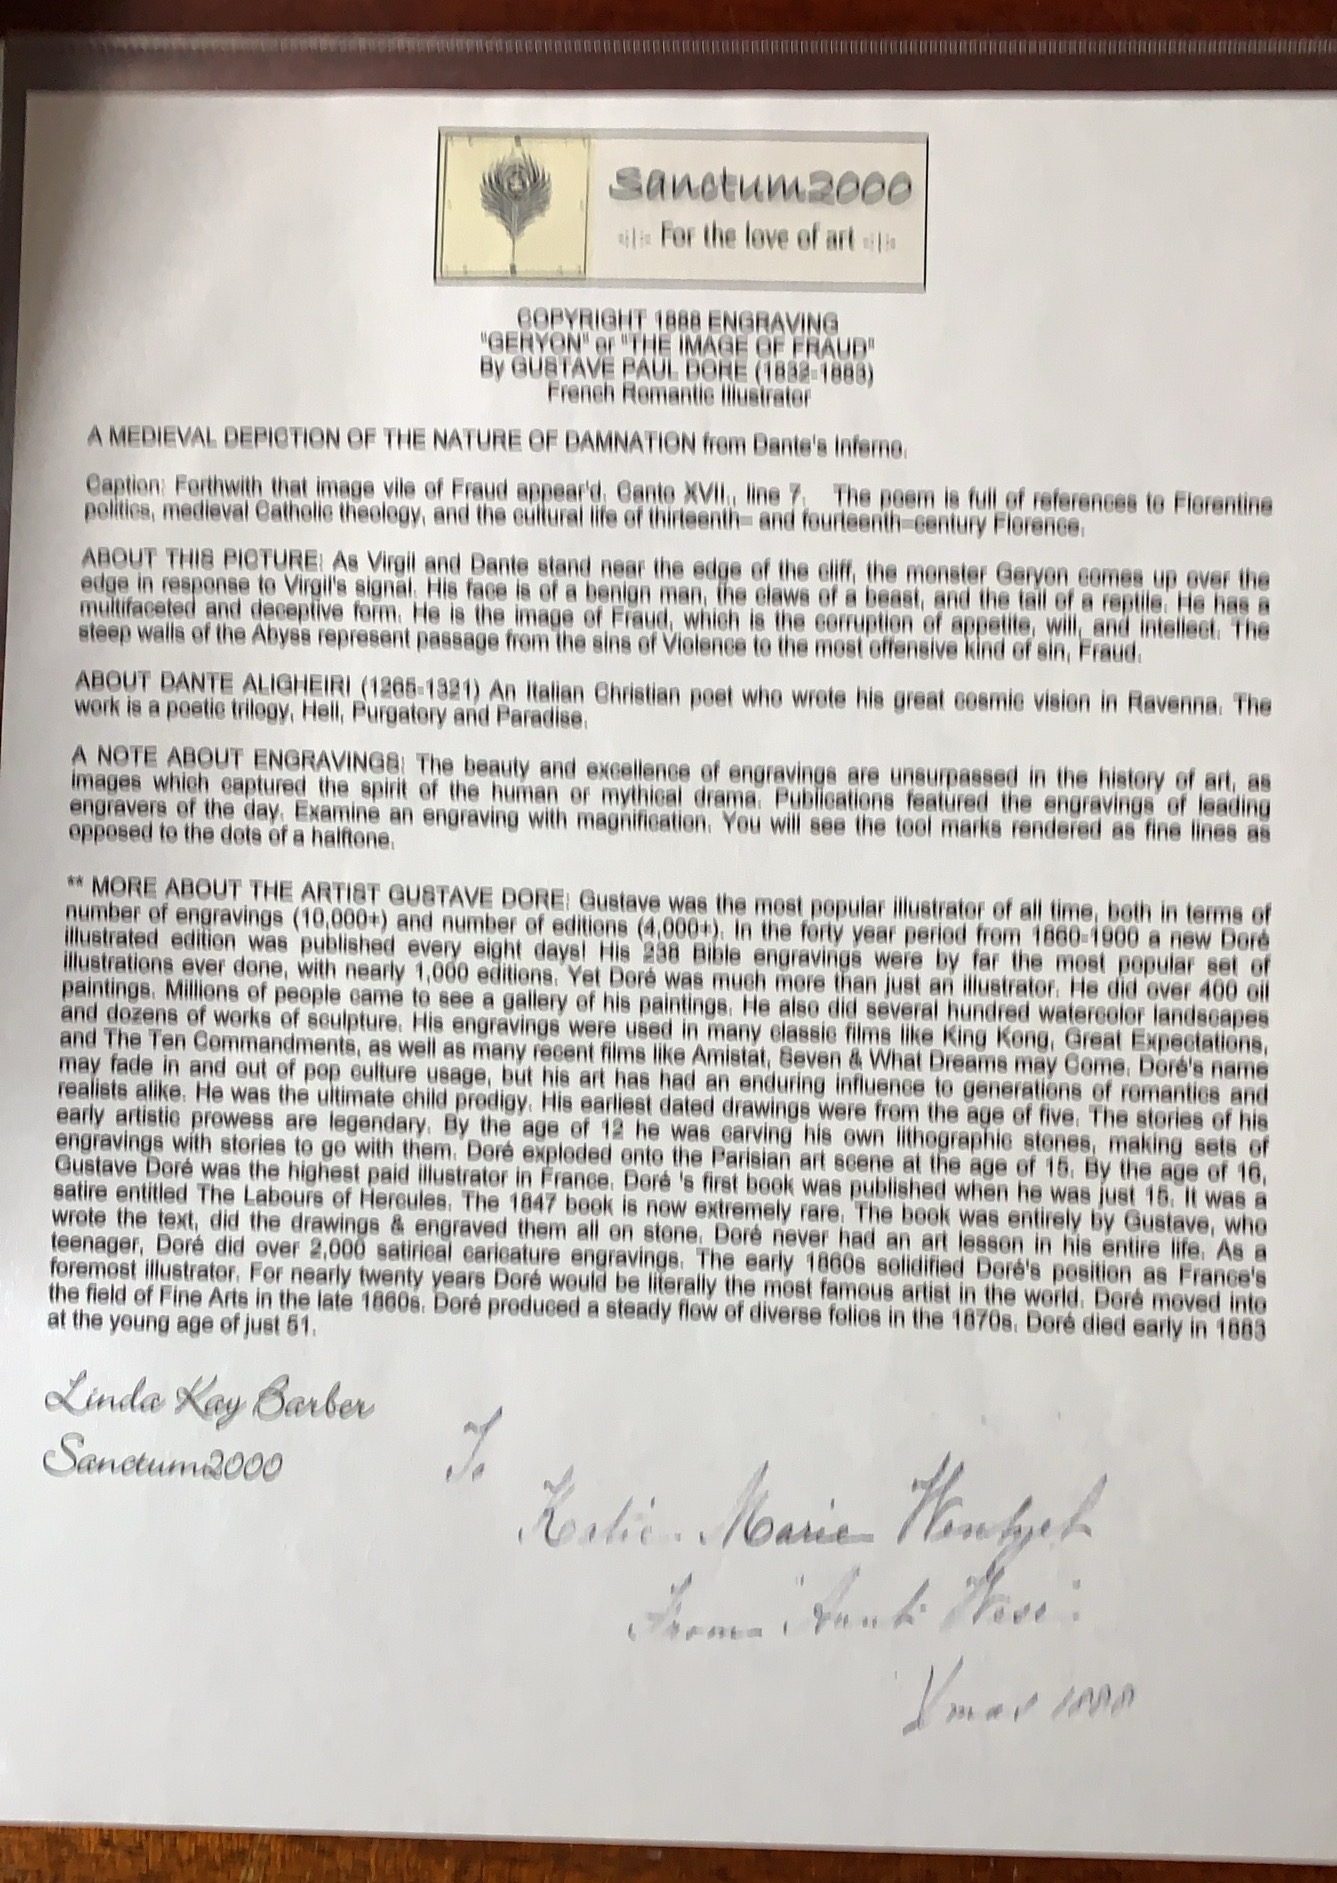 Sanctum2000
For the love of art
COPYRIGHT 1888 ENGRAVING
"GERYON" or "THE IMAGE OF FRAUD"
By GUSTAVE PAUL DORE (1832-1883)
French Romantic Illustrator
A MEDIEVAL DEPICTION OF THE NATURE OF DAMNATION from Dante's Inferno.
Caption: Forthwith that image vile of Fraud appear'd. Canto XVII., line 7. The poem is full of references to Florentine
politics, medieval Catholic theology, and the cultural life of thirteenth- and fourteenth-century Florence.
ABOUT THIS PICTURE: As Virgil and Dante stand near the edge of the cliff, the monster Geryon comes up over the
edge in response to Virgil's signal. His face is of a benign man, the claws of a beast, and the tail of a reptile. He has a
multifaceted and deceptive form. He is the image of Fraud, which is the corruption of appetite, will, and intellect. The
steep walls of the Abyss represent passage from the sins of Violence to the most offensive kind of sin, Fraud.
ABOUT DANTE ALIGHEIRI (1265-1321) An Italian Christian poet who wrote his great cosmic vision in Ravenna. The
work is a poetic trilogy, Hell, Purgatory and Paradise.
A NOTE ABOUT ENGRAVINGS: The beauty and excellence of engravings are unsurpassed in the history of art, as
images which captured the spirit of the human or mythical drama. Publications featured the engravings of leading
engravers of the day. Examine an engraving with magnification. You will see the tool marks rendered as fine lines as
opposed to the dots of a halftone.
** MORE ABOUT THE ARTIST GUSTAVE DORE: Gustave was the most popular illustrator of all time, both in terms of
number of engravings (10,000+) and number of editions (4,000+). In the forty year period from 1860-1900 a new Doré
illustrated edition was published every eight days! His 238 Bible engravings were by far the most popular set of
illustrations ever done, with nearly 1,000 editions. Yet Doré was much more than just an illustrator. He did over 400 oil
paintings. Millions of people came to see a gallery of his paintings. He also did several hundred watercolor landscapes
and dozens of works of sculpture. His engravings were used in many classic films like King Kong, Great Expectations,
and The Ten Commandments, as well as many recent films like Amistat, Seven & What Dreams may Come. Doré's name
may fade in and out of pop culture usage, but his art has had an enduring influence to generations of romantics and
realists alike. He was the ultimate child prodigy. His earliest dated drawings were from the age of five. The stories of his
early artistic prowess are legendary. By the age of 12 he was carving his own lithographic stones, making sets of
engravings with stories to go with them. Doré exploded onto the Parisian art scene at the age of 15. By the age of 16,
Gustave Doré was the highest paid illustrator in France. Doré 's first book was published when he was just 15. It was a
satire entitled The Labours of Hercules. The 1847 book is now extremely rare. The book was entirely by Gustave, who
wrote the text, did the drawings & engraved them all on stone. Doré never had an art lesson in his entire life. As a
teenager, Doré did over 2,000 satirical caricature engravings. The early 1860s solidified Doré's position as France's
foremost illustrator. For nearly twenty years Doré would be literally the most famous artist in the world. Doré moved into
the field of Fine Arts in the late 1860s. Doré produced a steady flow of diverse folios in the 1870s. Doré died early in 1883
at the young age of just 51.
Linda Kay Barber
Sanctum2000
To
Katie Marie
From "Aunt
Xmas